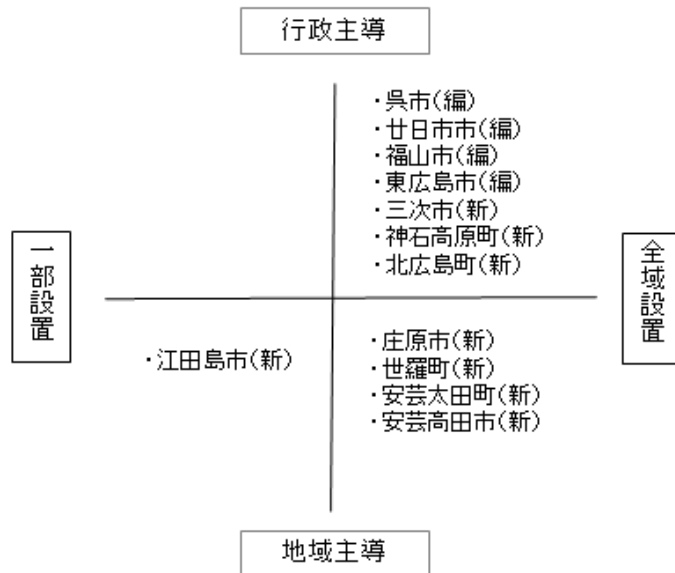 行政主導
・呉市(編)
・廿日市市(編)
・福山市(編)
・東広島市(編)
・三次市(新)
・神石高原町(新)
・北広島町(新)
一部設置
全域設置
・江田島市(新)
・庄原市(新)
・世羅町(新)
・安芸太田町(新)
・安芸高田市(新)
地域主導